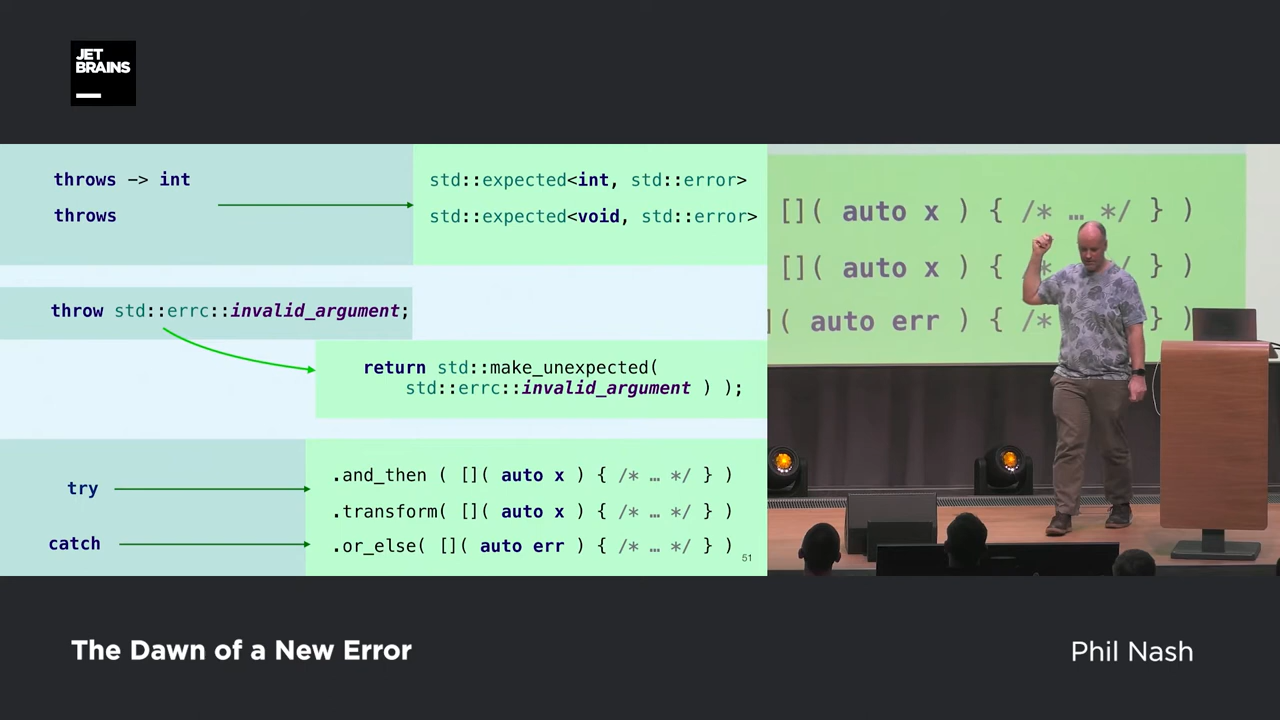 JET
BRAINS
throws -> int
throws
std::expected<int, std::error>
std::expected<void, std::error>
throw std::errc::invalid_argument;
return std::make_unexpected(
std::errc::invalid_argument ) );
try
catch
.and_then ( []( auto x ) { /* … */ } )
.transform( []( auto x ) { /* … */ } )
.or_else( []( auto err ) { /* … */ } )
51
[]( auto x ) { /* … */ } )
[]( auto x ) { } )
]( auto err ) { /* } )
The Dawn of a New Error
Phil Nash